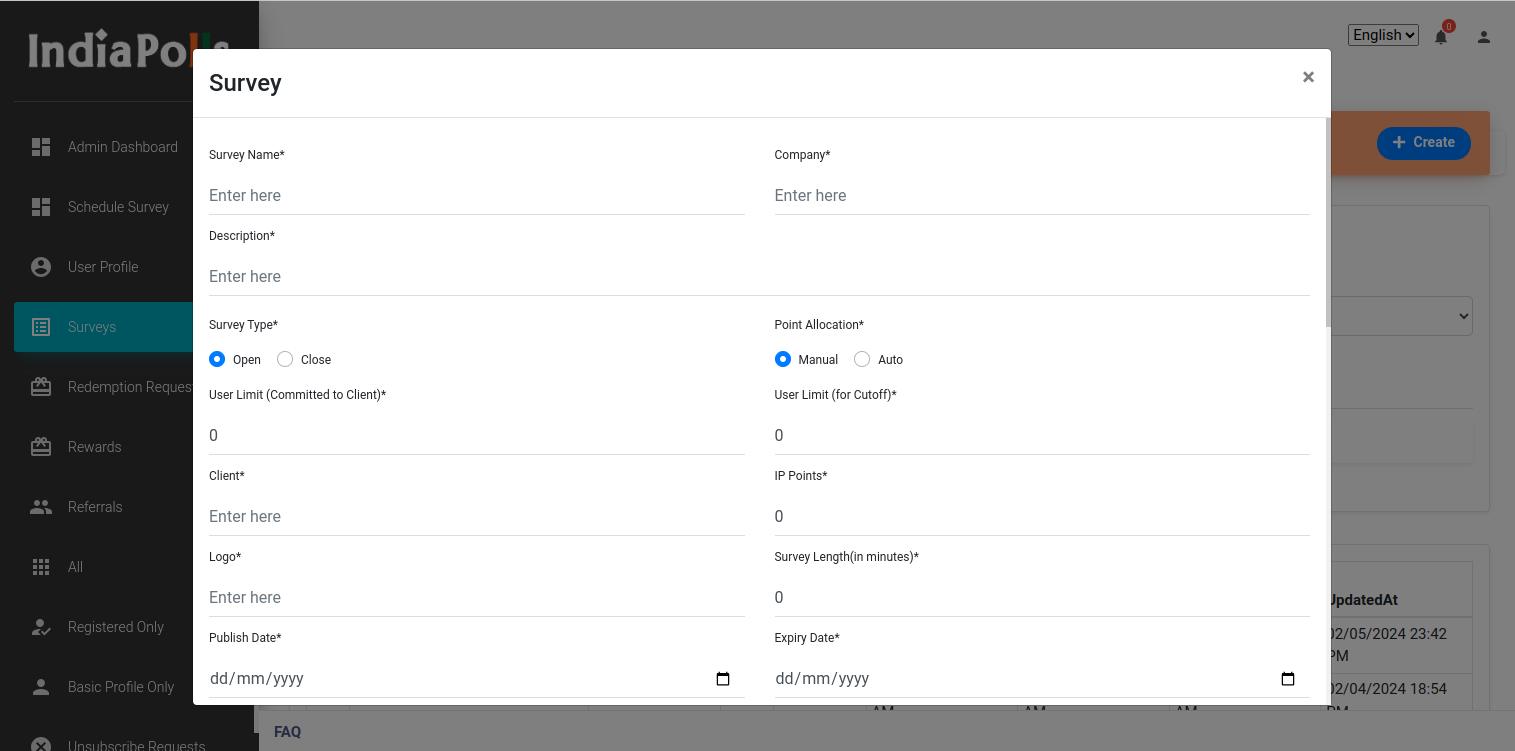 IndiaPolls
English
0
Survey
×
Create
Admin Dashboard
Schedule Survey
User Profile
Surveys
Redemption Reques
Rewards
Referrals
All
Registered Only
Basic Profile Only
Unsubscribe Requests
Survey Name*
Company*
Enter here
Enter here
Description*
Enter here
Survey Type*
Point Allocation*
Open
Close
Manual
Auto
User Limit (Committed to Client)*
User Limit (for Cutoff)*
0
0
Client*
IP Points*
Enter here
0
Logo*
Survey Length(in minutes)*
Enter here
0
Publish Date*
Expiry Date*
dd/mm/yyyy
dd/mm/yyyy
UpdatedAt
02/05/2024 23:42
PM
02/04/2024 18:54
PM
AM
AM
AM
FAQ